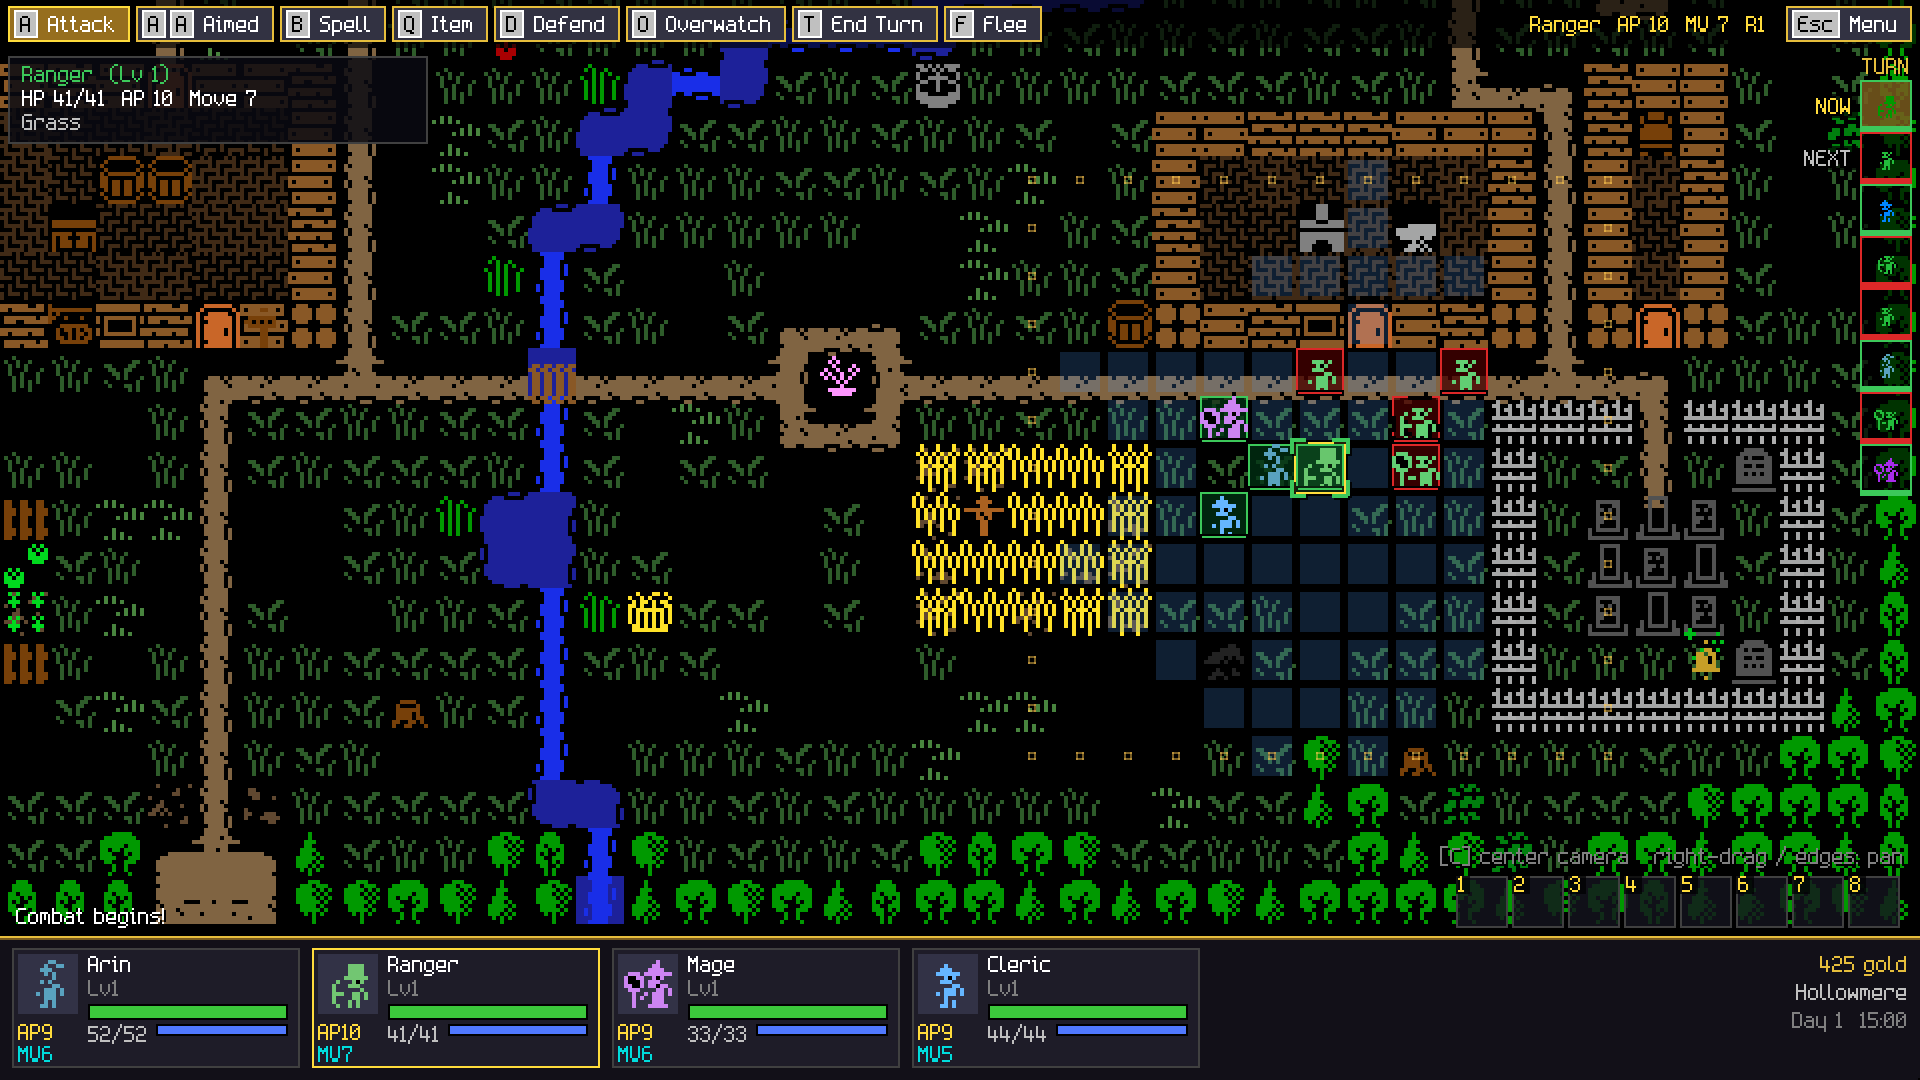 A Attack A A Aimed B Spell Q Item D Defend O Overwatch T End Turn F Flee Ranger AP 10 MV 7 R1 Esc Menu
Ranger (Lv 1)
HP 41/41 AP 10 Move 7
Grass
TURN
NOW
NEXT
[C] center camera right-drag / edges: pan
1 2 3 4 5 6 7 8
Combat begins!
Arin
Lv1
AP9 52/52
MV6
Ranger
Lv1
AP10 41/41
MV7
Mage
Lv1
AP9 33/33
MV6
Cleric
Lv1
AP9 44/44
MV5
425 gold
Hollowmere
Day 1 15:00